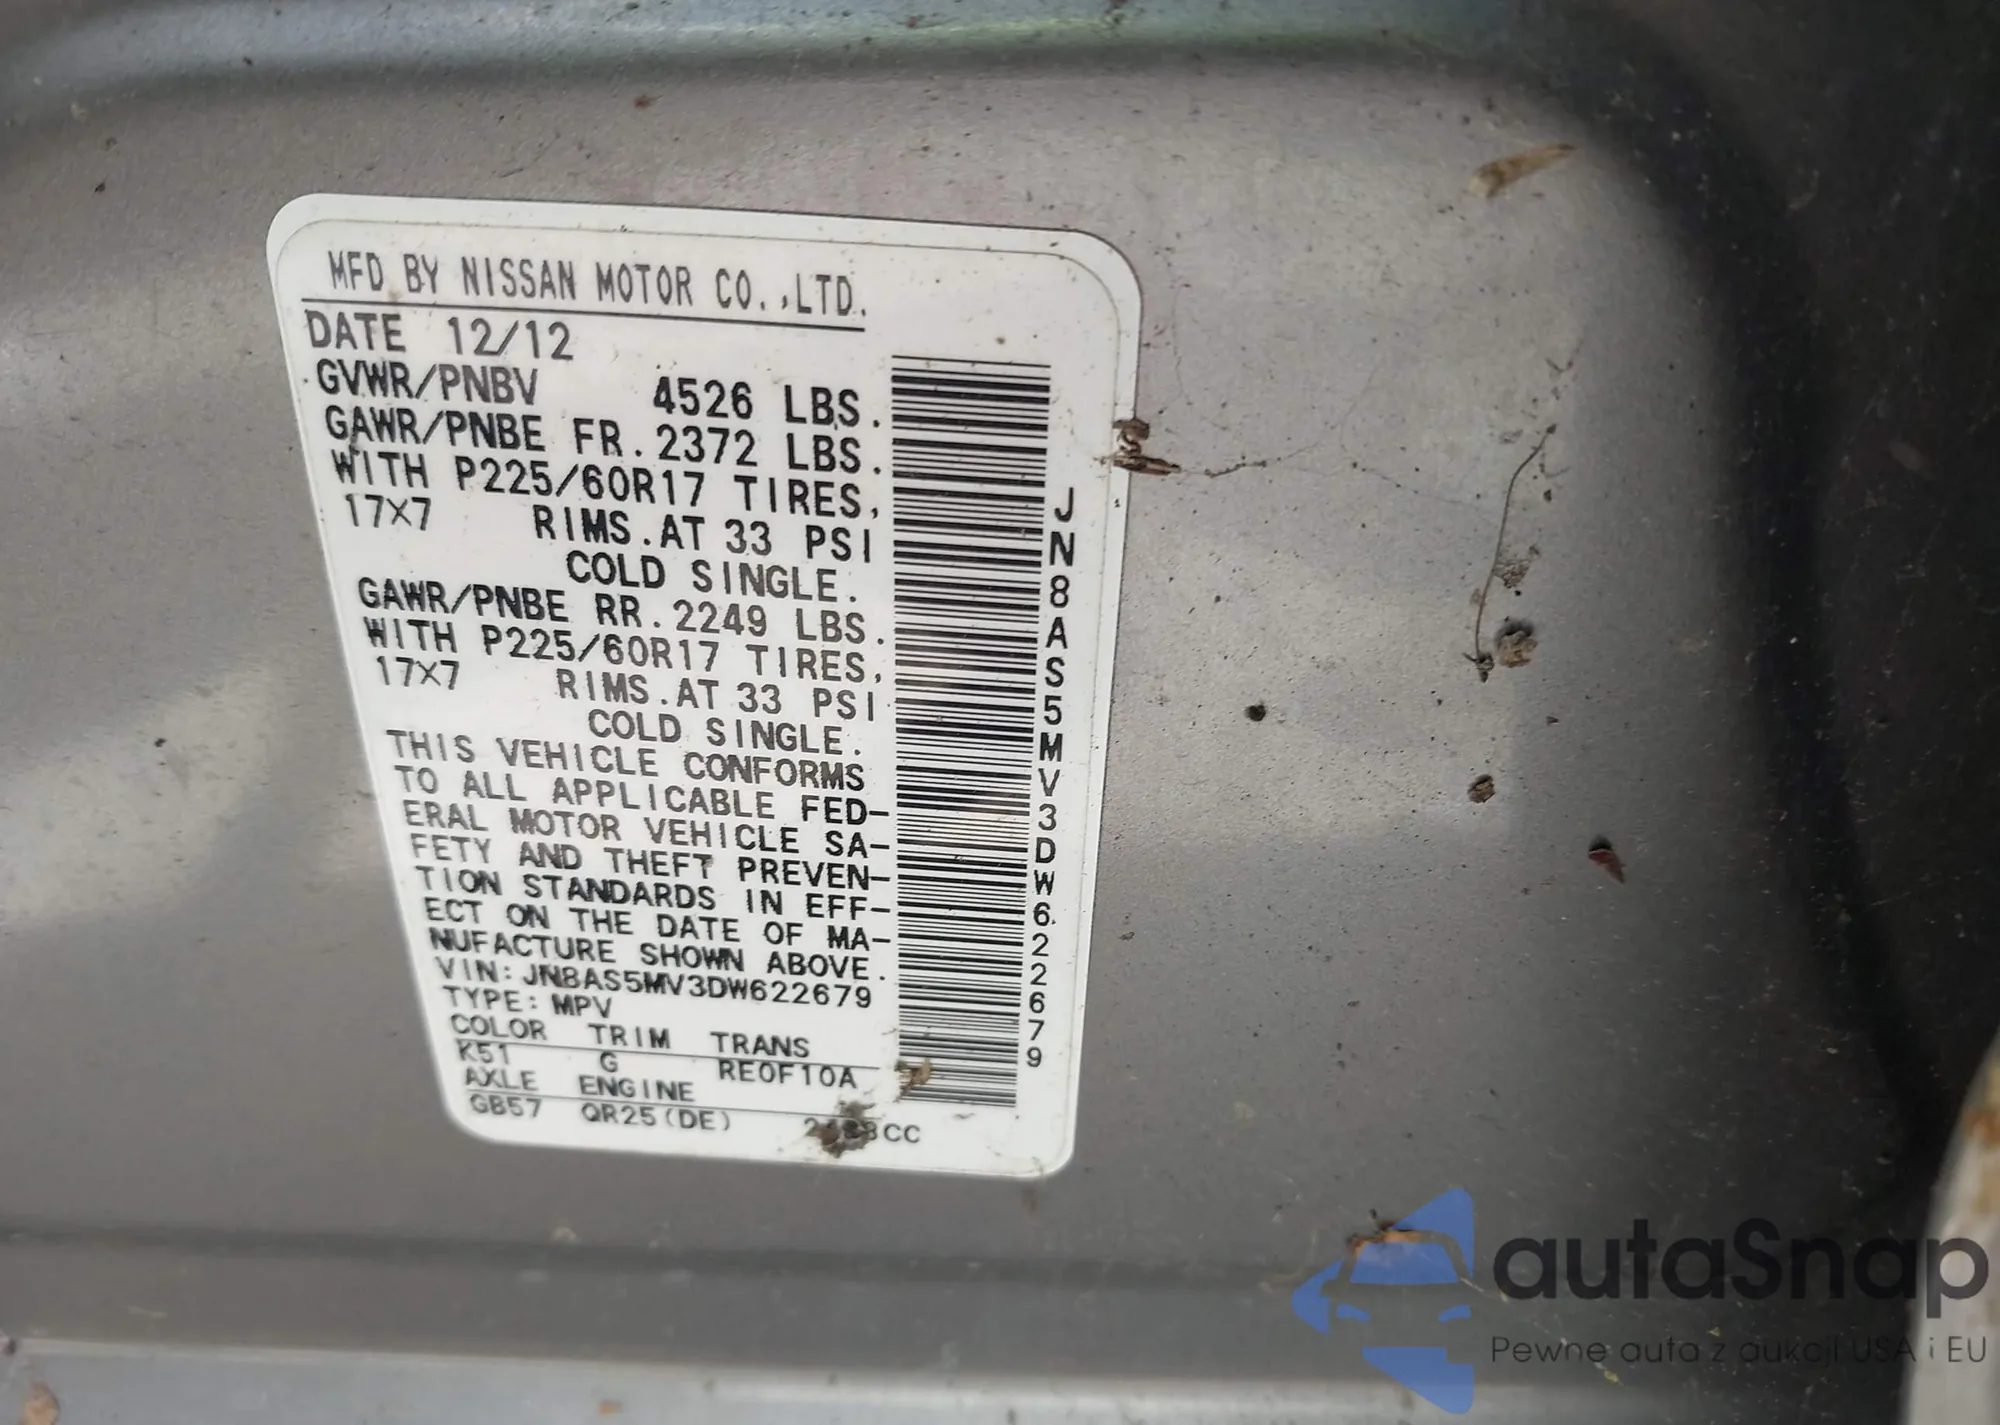 MFD BY NISSAN MOTOR CO.,LTD.
DATE 12/12
GVWR/PNBV 4526 LBS.
GAWR/PNBE FR. 2372 LBS.
WITH P225/60R17 TIRES,
17X7 RIMS.AT 33 PSI
COLD SINGLE.
GAWR/PNBE RR. 2249 LBS.
WITH P225/60R17 TIRES,
17X7 RIMS.AT 33 PSI
COLD SINGLE.
THIS VEHICLE CONFORMS
TO ALL APPLICABLE FED-
ERAL MOTOR VEHICLE SA-
FETY AND THEFT PREVEN-
TION STANDARDS IN EFF-
ECT ON THE DATE OF MA-
NUFACTURE SHOWN ABOVE.
VIN: JN8AS5MV3DW622679
TYPE: MPV
COLOR TRIM TRANS
K51 G RE0F10A
AXLE ENGINE
GB57 QR25(DE)
JN8AS5MV3DW622679
autaSnap
Pewne auta z aukcji USA i EU